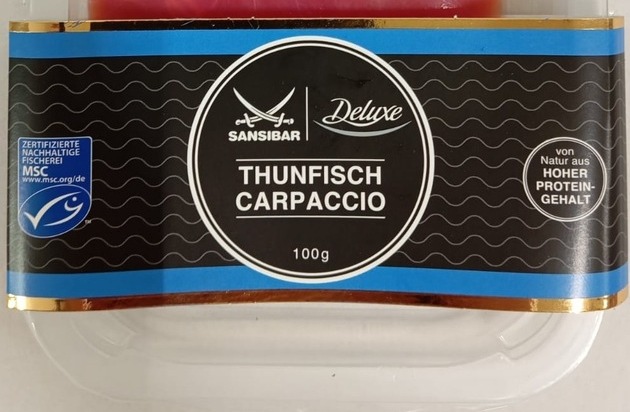 SANSIBAR
Deluxe
THUNFISCH
CARPACCIO
100g
ZERTIFIZIERTE
NACHHALTIGE
FISCHEREI
MSC
www.msc.org/de
TM
von
Natur aus
HOHER
PROTEIN-
GEHALT